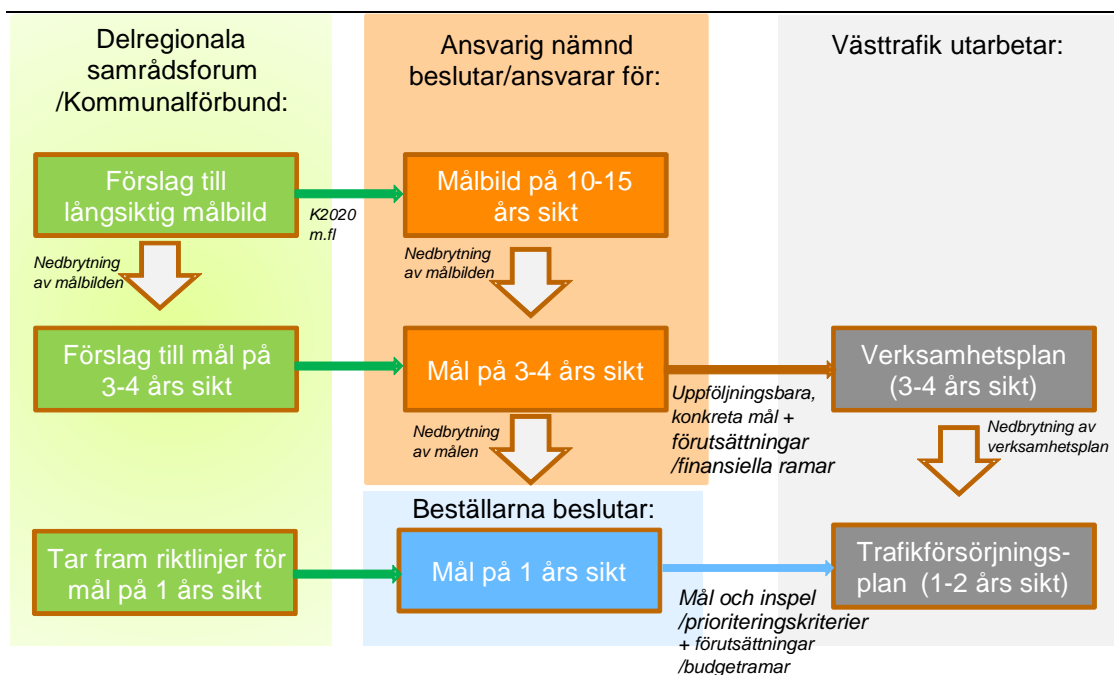 Delregionala
samrådsforum
/Kommunalförbund:
Ansvarig nämnd
beslutar/ansvarar för:
Västtrafik utarbetar:
Förslag till
långsiktig målbild
K2020
m.fl
Målbild på 10-15
års sikt
Nedbrytning
av målbilden
Nedbrytning
av målbilden
Förslag till mål på
3-4 års sikt
Mål på 3-4 års sikt
Uppföljningsbara,
konkreta mål +
förutsättningar
/finansiella ramar
Verksamhetsplan
(3-4 års sikt)
Nedbrytning
av målen
Nedbrytning av
verksamhetsplan
Beställarna beslutar:
Tar fram riktlinjer för
mål på 1 års sikt
Mål på 1 års sikt
Mål och inspel
/prioriteringskriterier
+ förutsättningar
/budgetramar
Trafikförsörjnings-
plan (1-2 års sikt)